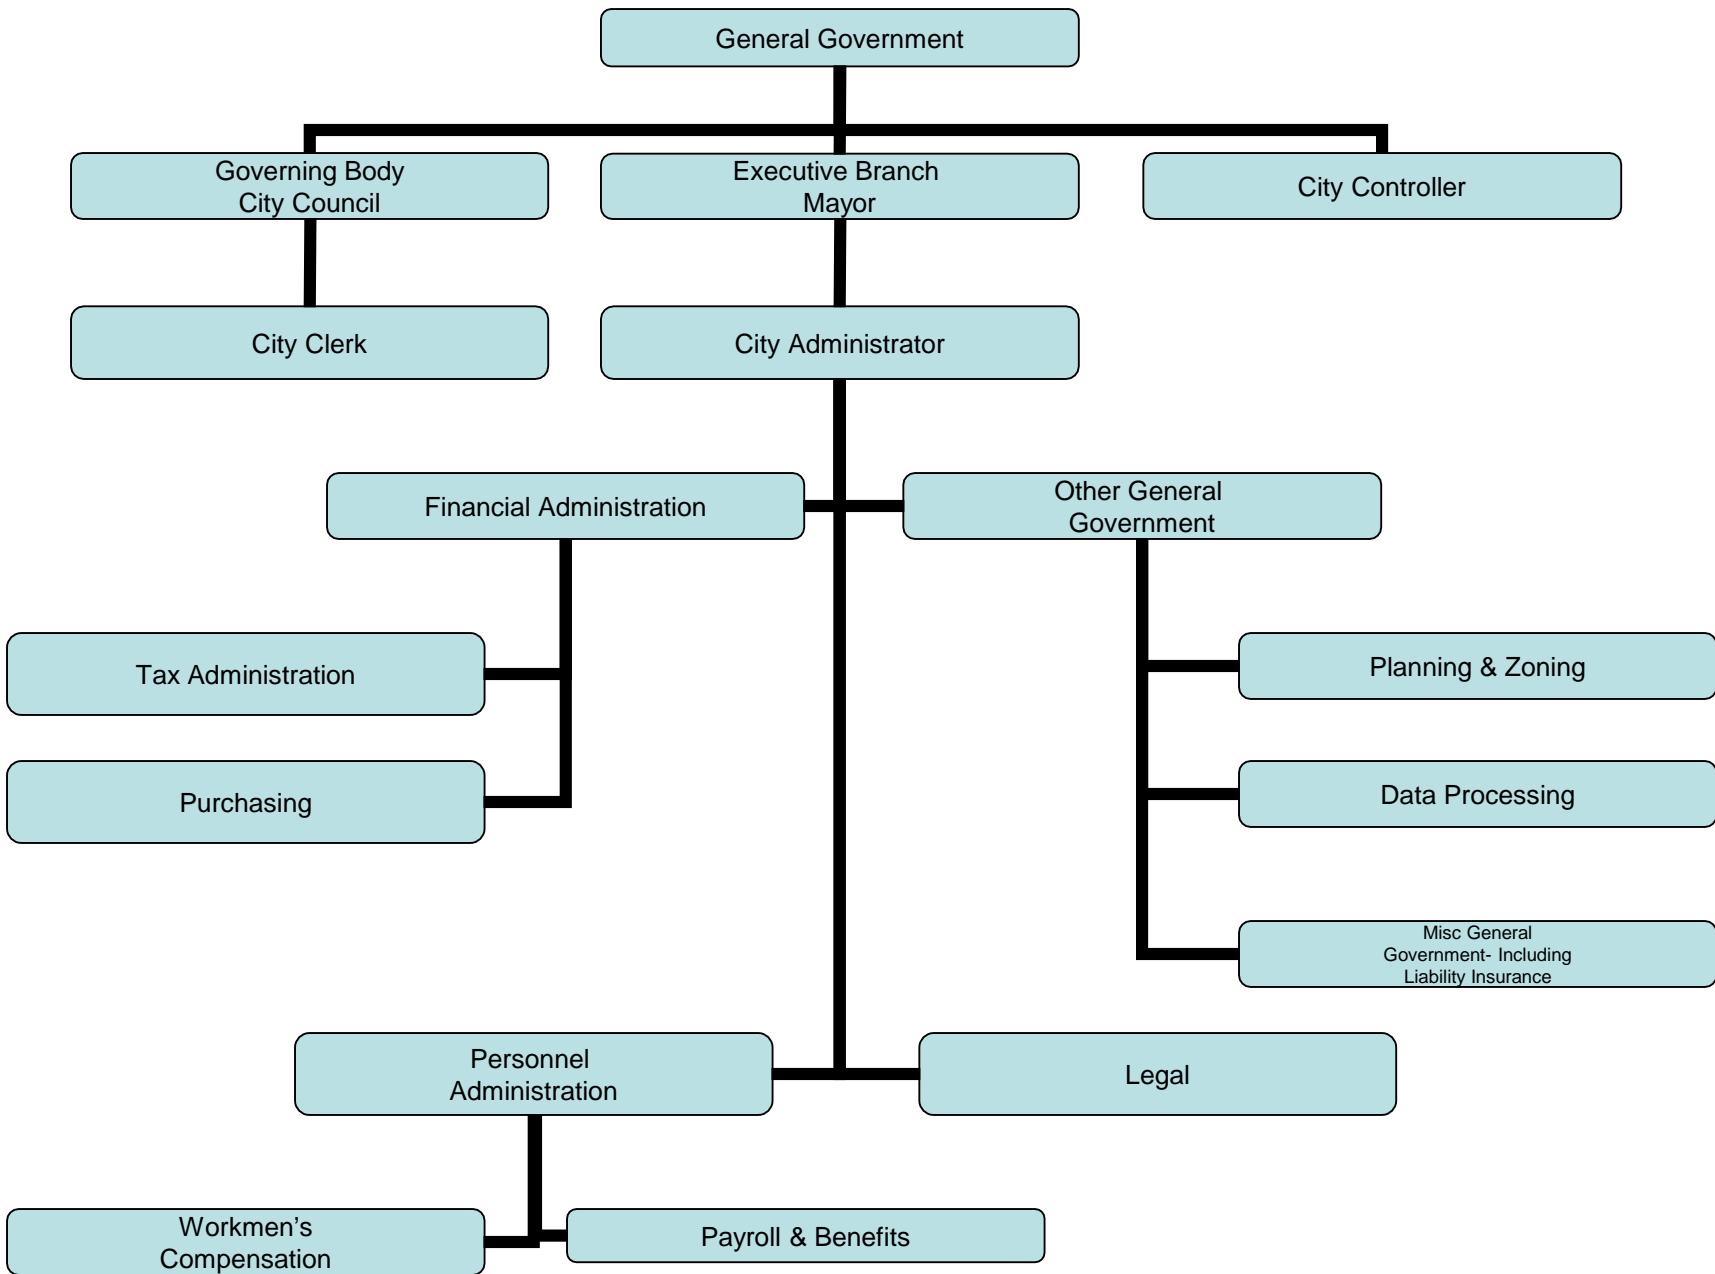 General Government
Governing Body
City Council
Executive Branch
Mayor
City Controller
City Clerk
City Administrator
Financial Administration
Other General
Government
Tax Administration
Planning & Zoning
Purchasing
Data Processing
Misc General
Government- Including
Liability Insurance
Personnel
Administration
Legal
Workmen’s
Compensation
Payroll & Benefits